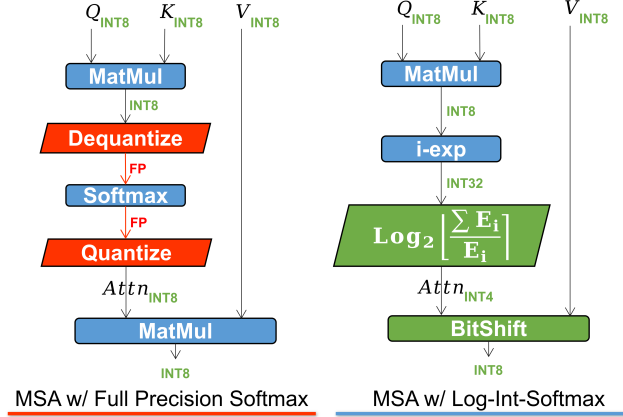 Q INT8 K INT8 V INT8
MatMul
INT8
Dequantize
FP
Softmax
FP
Quantize
Attn INT8
MatMul
INT8
MSA w/ Full Precision Softmax
Q INT8 K INT8 V INT8
MatMul
INT8
i-exp
INT32
Log₂⌊∑Eᵢ/Eᵢ⌉
Attn INT4
BitShift
INT8
MSA w/ Log-Int-Softmax